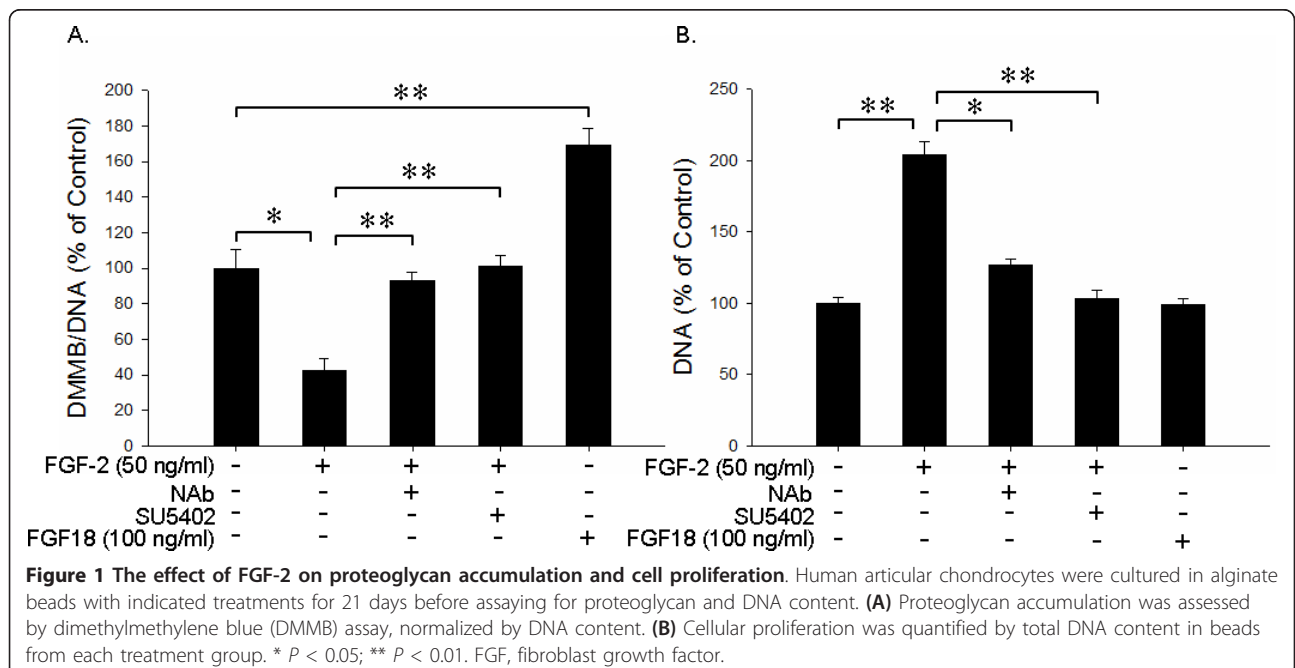 A.
200
180
160
140
120
100
80
60
40
20
0
DMMB/DNA (% of Control)
**
**
*
**
FGF-2 (50 ng/ml) - + + + -
NAb - - + - -
SU5402 - - - + -
FGF18 (100 ng/ml) - - - - +
B.
250
200
150
100
50
0
DNA (% of Control)
**
**
*
FGF-2 (50 ng/ml) - + + + -
NAb - - + - -
SU5402 - - - + -
FGF18 (100 ng/ml) - - - - +
Figure 1 The effect of FGF-2 on proteoglycan accumulation and cell proliferation. Human articular chondrocytes were cultured in alginate
beads with indicated treatments for 21 days before assaying for proteoglycan and DNA content. (A) Proteoglycan accumulation was assessed
by dimethylmethylene blue (DMMB) assay, normalized by DNA content. (B) Cellular proliferation was quantified by total DNA content in beads
from each treatment group. * P < 0.05; ** P < 0.01. FGF, fibroblast growth factor.